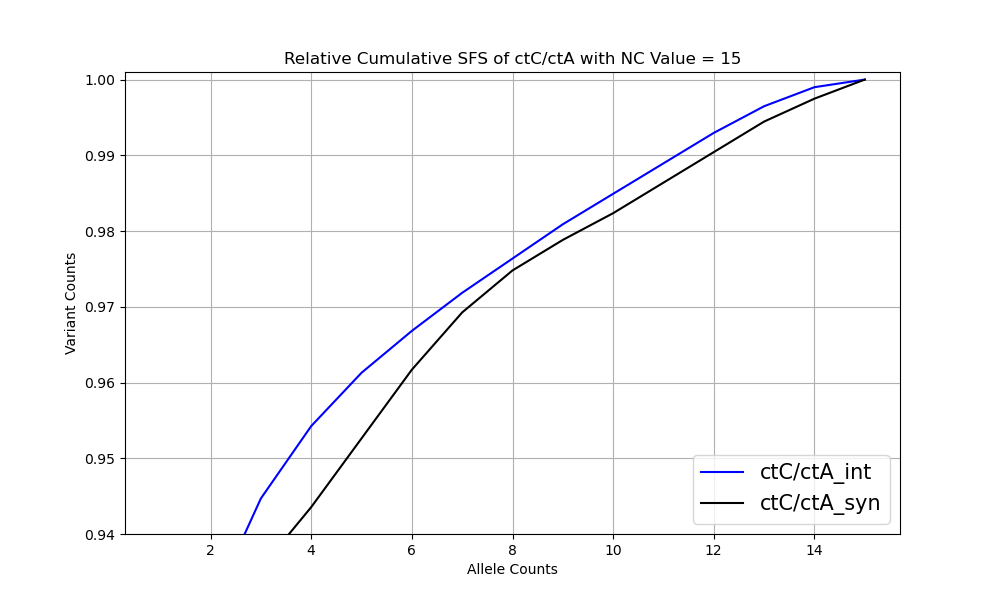 Relative Cumulative SFS of ctC/ctA with NC Value = 15
1.00
0.99
0.98
0.97
0.96
0.95
0.94
Variant Counts
2
4
6
8
10
12
14
Allele Counts
ctC/ctA_int
ctC/ctA_syn